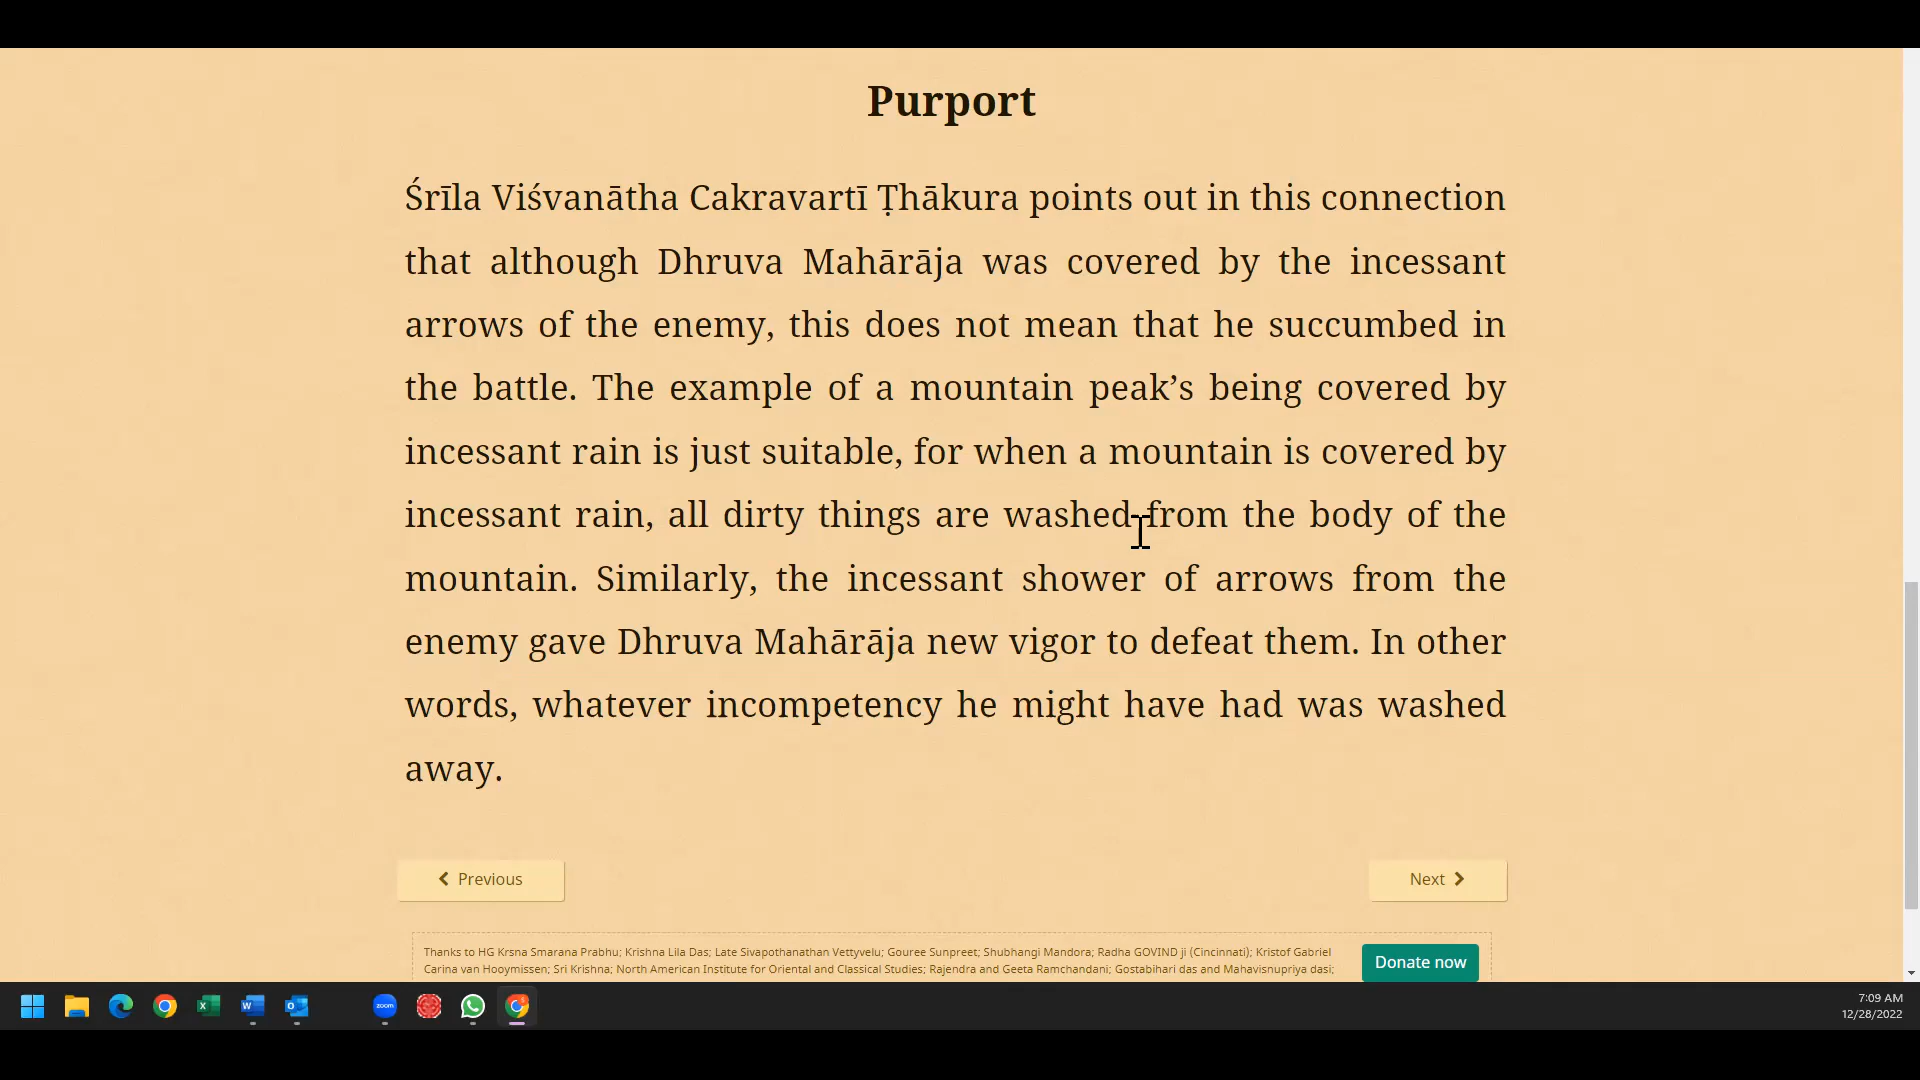 Purport
Śrīla Viśvanātha Cakravartī Ṭhākura points out in this connection
that although Dhruva Mahārāja was covered by the incessant
arrows of the enemy, this does not mean that he succumbed in
the battle. The example of a mountain peak’s being covered by
incessant rain is just suitable, for when a mountain is covered by
incessant rain, all dirty things are washed from the body of the
mountain. Similarly, the incessant shower of arrows from the
enemy gave Dhruva Mahārāja new vigor to defeat them. In other
words, whatever incompetency he might have had was washed
away.
Previous
Next
Thanks to HG Krsna Smarana Prabhu; Krishna Lila Das; Late Sivapothanathan Vettyvelu; Gouree Sunpreet; Shubhangi Mandora; Radha GOVIND ji (Cincinnati); Kristof Gabriel
Carina van Hooymissen; Sri Krishna; North American Institute for Oriental and Classical Studies; Rajendra and Geeta Ramchandani; Gostabihari das and Mahavisnupriya dasi;
Donate now
zoom
7:09 AM
12/28/2022